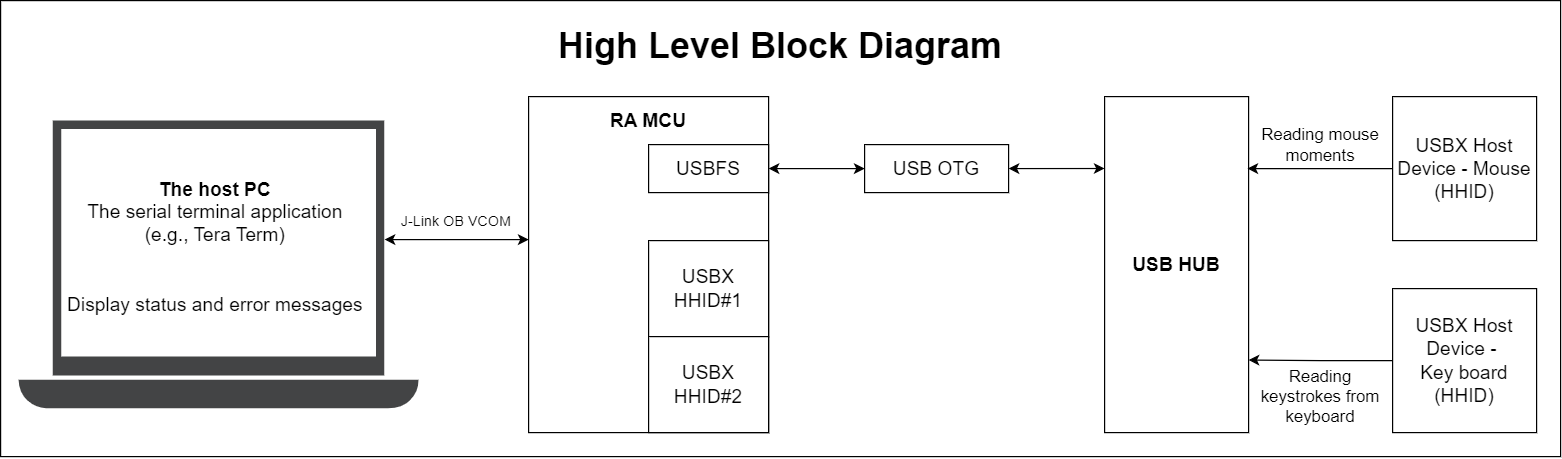 High Level Block Diagram
The host PC
The serial terminal application
(e.g., Tera Term)
Display status and error messages
J-Link OB VCOM
RA MCU
USBFS
USBX
HHID#1
USBX
HHID#2
USB OTG
USB HUB
Reading mouse
moments
USBX Host
Device - Mouse
(HHID)
Reading
keystrokes from
keyboard
USBX Host
Device -
Key board
(HHID)